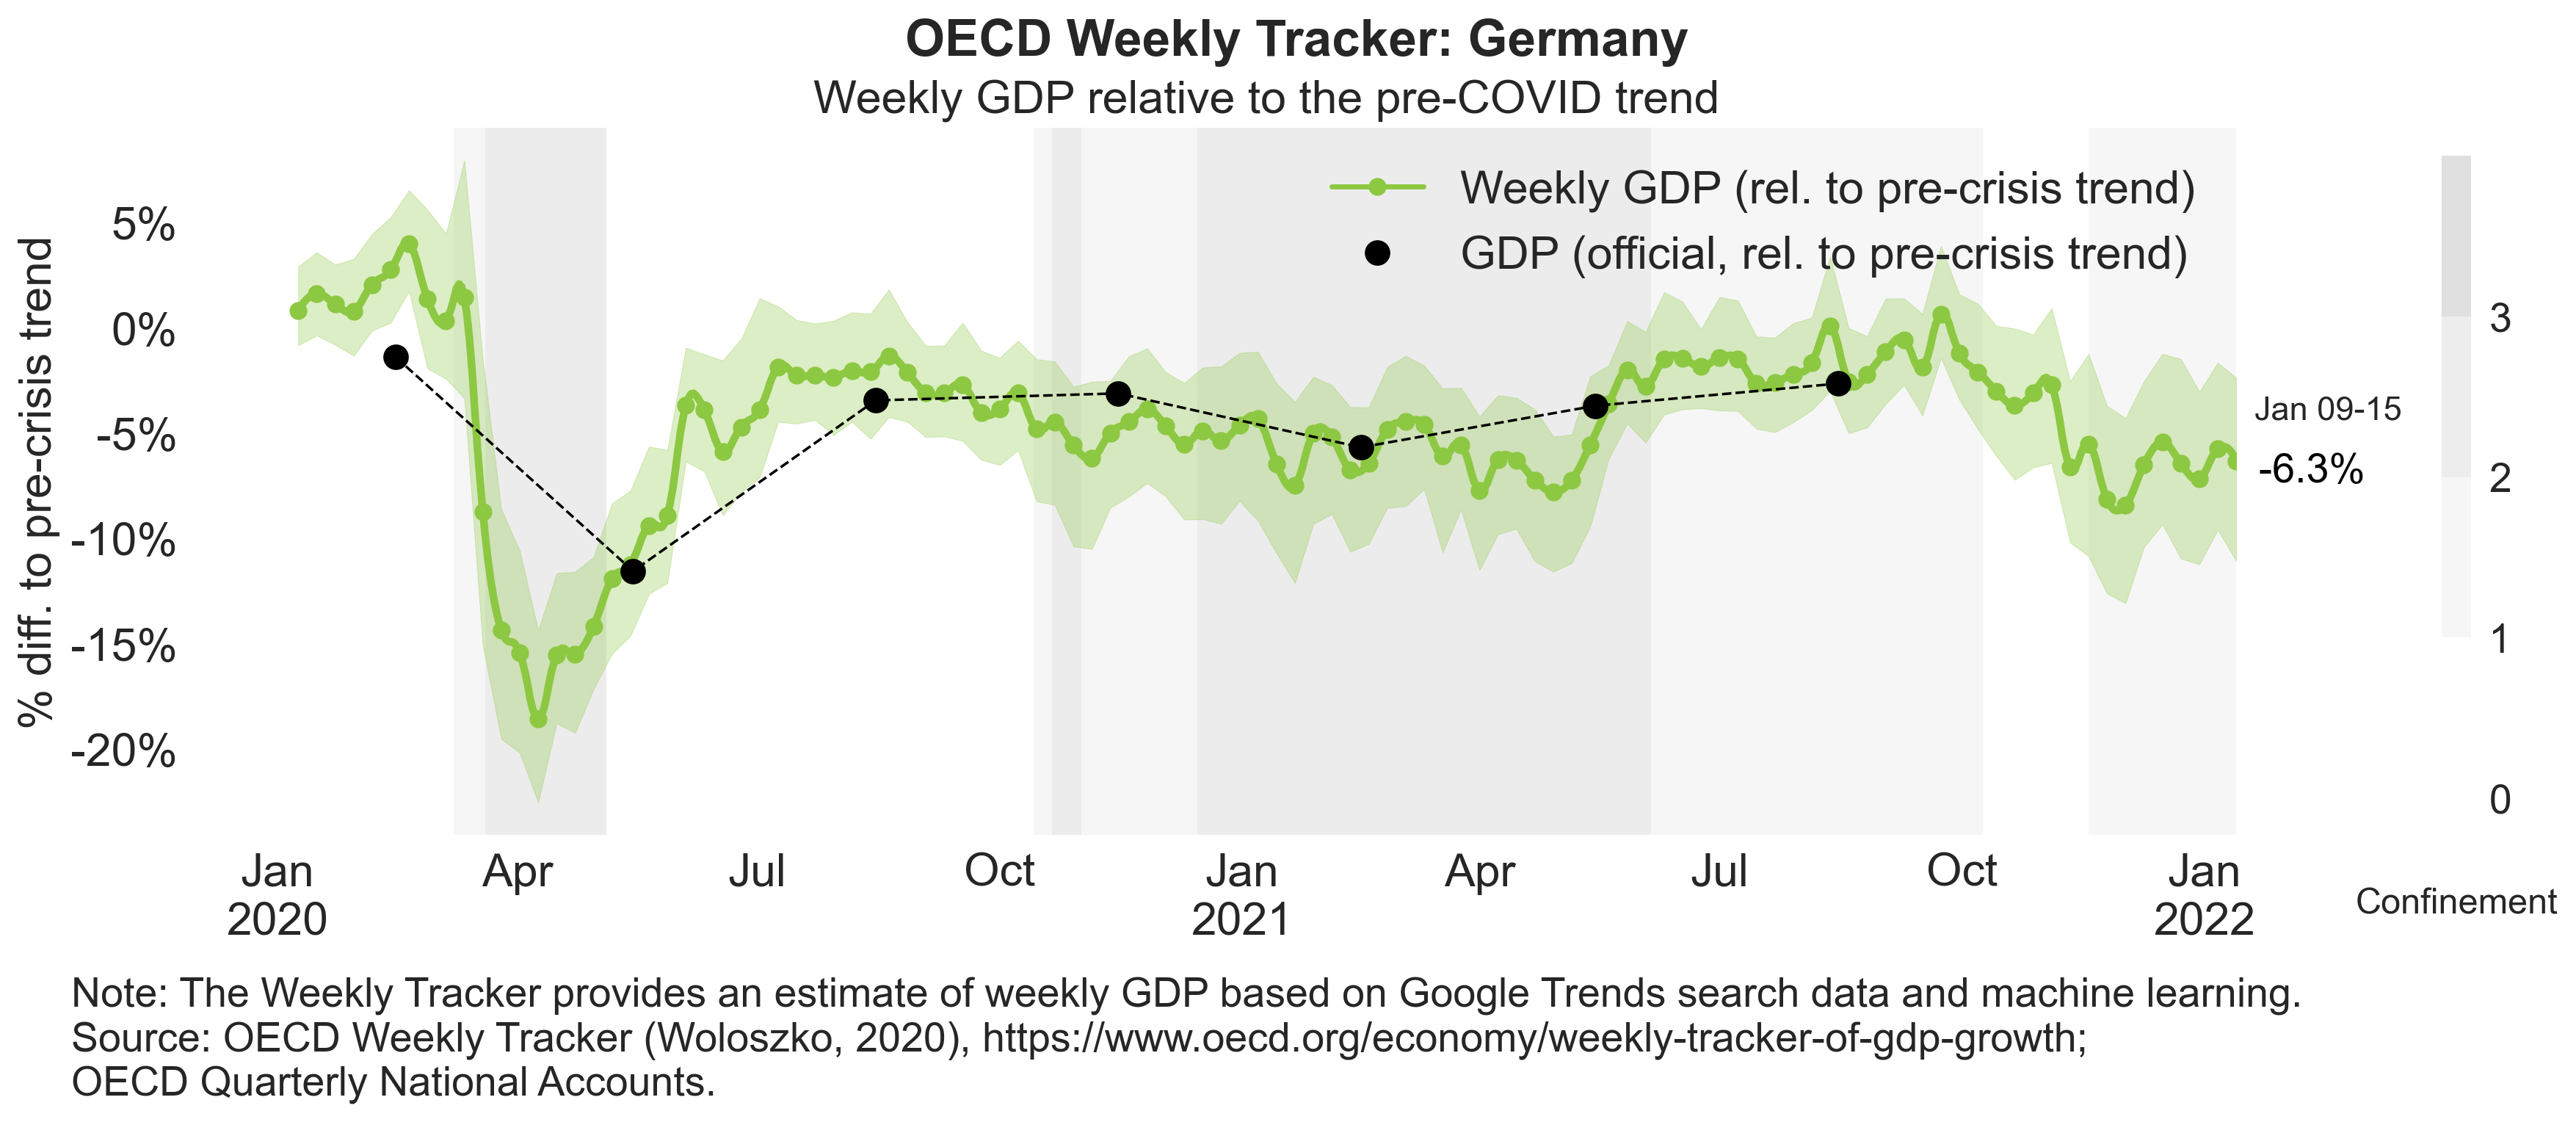 OECD Weekly Tracker: Germany
Weekly GDP relative to the pre-COVID trend
Weekly GDP (rel. to pre-crisis trend)
GDP (official, rel. to pre-crisis trend)
% diff. to pre-crisis trend
5%
0%
-5%
-10%
-15%
-20%
Jan 09-15
-6.3%
3
2
1
0
Confinement
Jan Apr Jul Oct Jan Apr Jul Oct Jan
2020 2021 2022
Note: The Weekly Tracker provides an estimate of weekly GDP based on Google Trends search data and machine learning.
Source: OECD Weekly Tracker (Woloszko, 2020), https://www.oecd.org/economy/weekly-tracker-of-gdp-growth;
OECD Quarterly National Accounts.